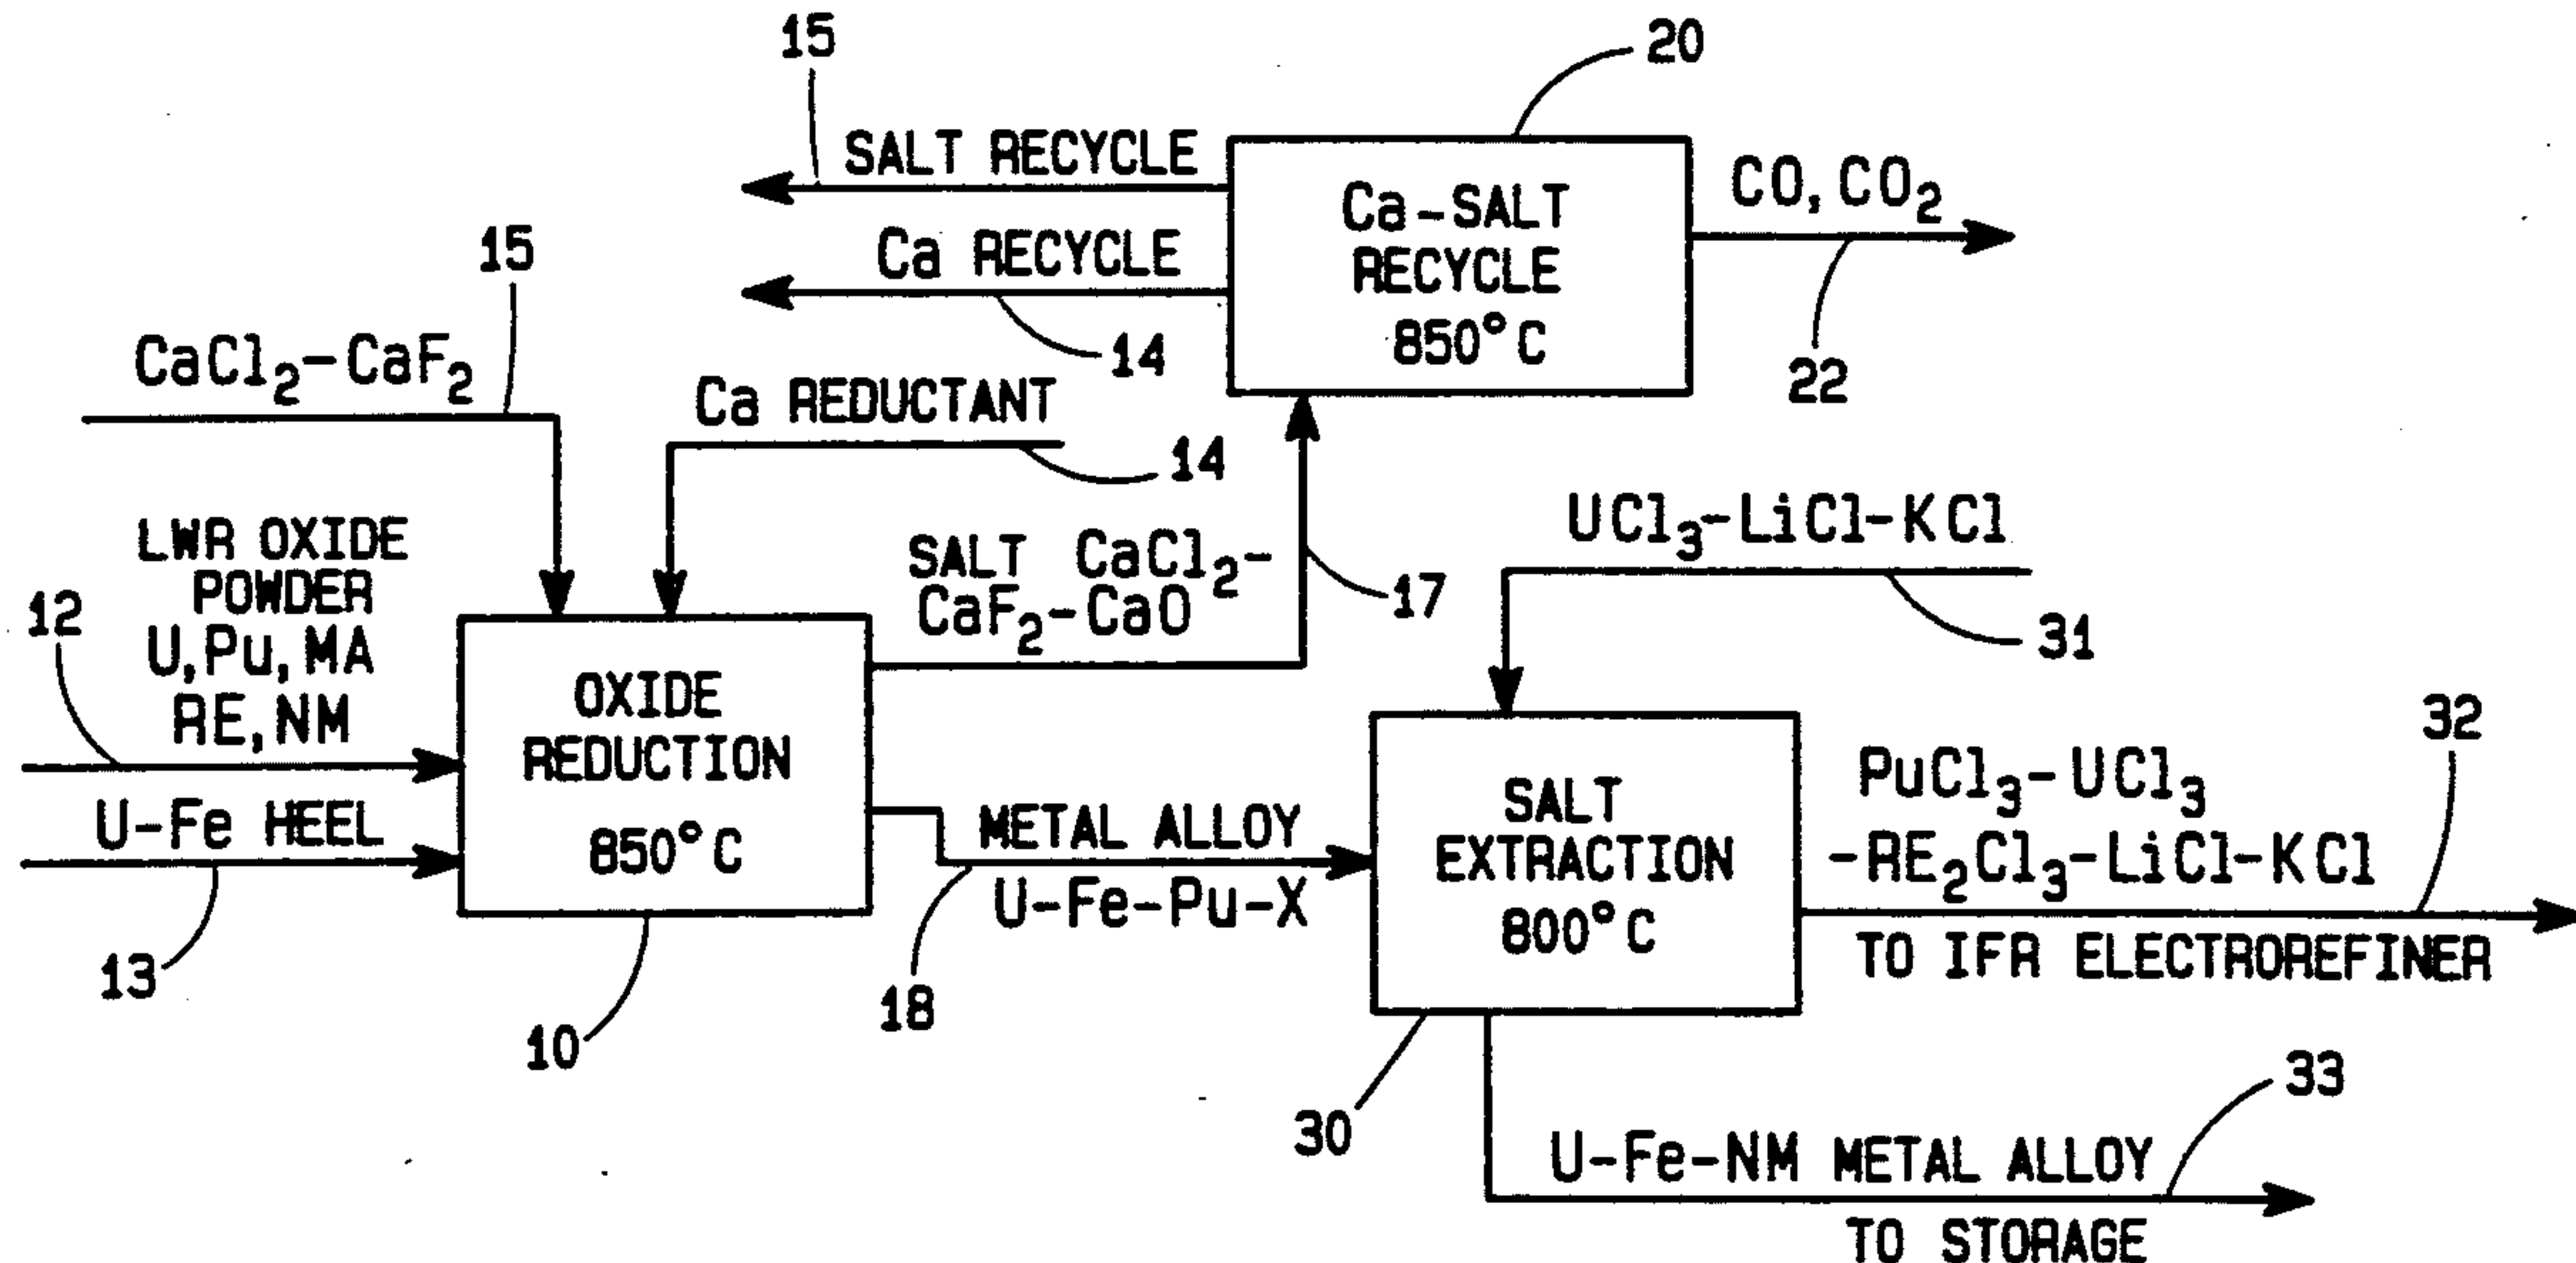 15
20
SALT RECYCLE
Ca-SALT
RECYCLE
850°C
CO, CO₂
22
Ca RECYCLE
14
15
CaCl₂-CaF₂
Ca REDUCTANT
14
LWR OXIDE
POWDER
U, Pu, MA
RE, NM
12
U-Fe HEEL
13
OXIDE
REDUCTION
850°C
10
SALT CaCl₂-
CaF₂-CaO
17
METAL ALLOY
U-Fe-Pu-X
18
UCl₃-LiCl-KCl
31
SALT
EXTRACTION
800°C
30
32
PuCl₃-UCl₃
-RE₂Cl₃-LiCl-KCl
TO IFR ELECTROREFINER
33
U-Fe-NM METAL ALLOY
TO STORAGE